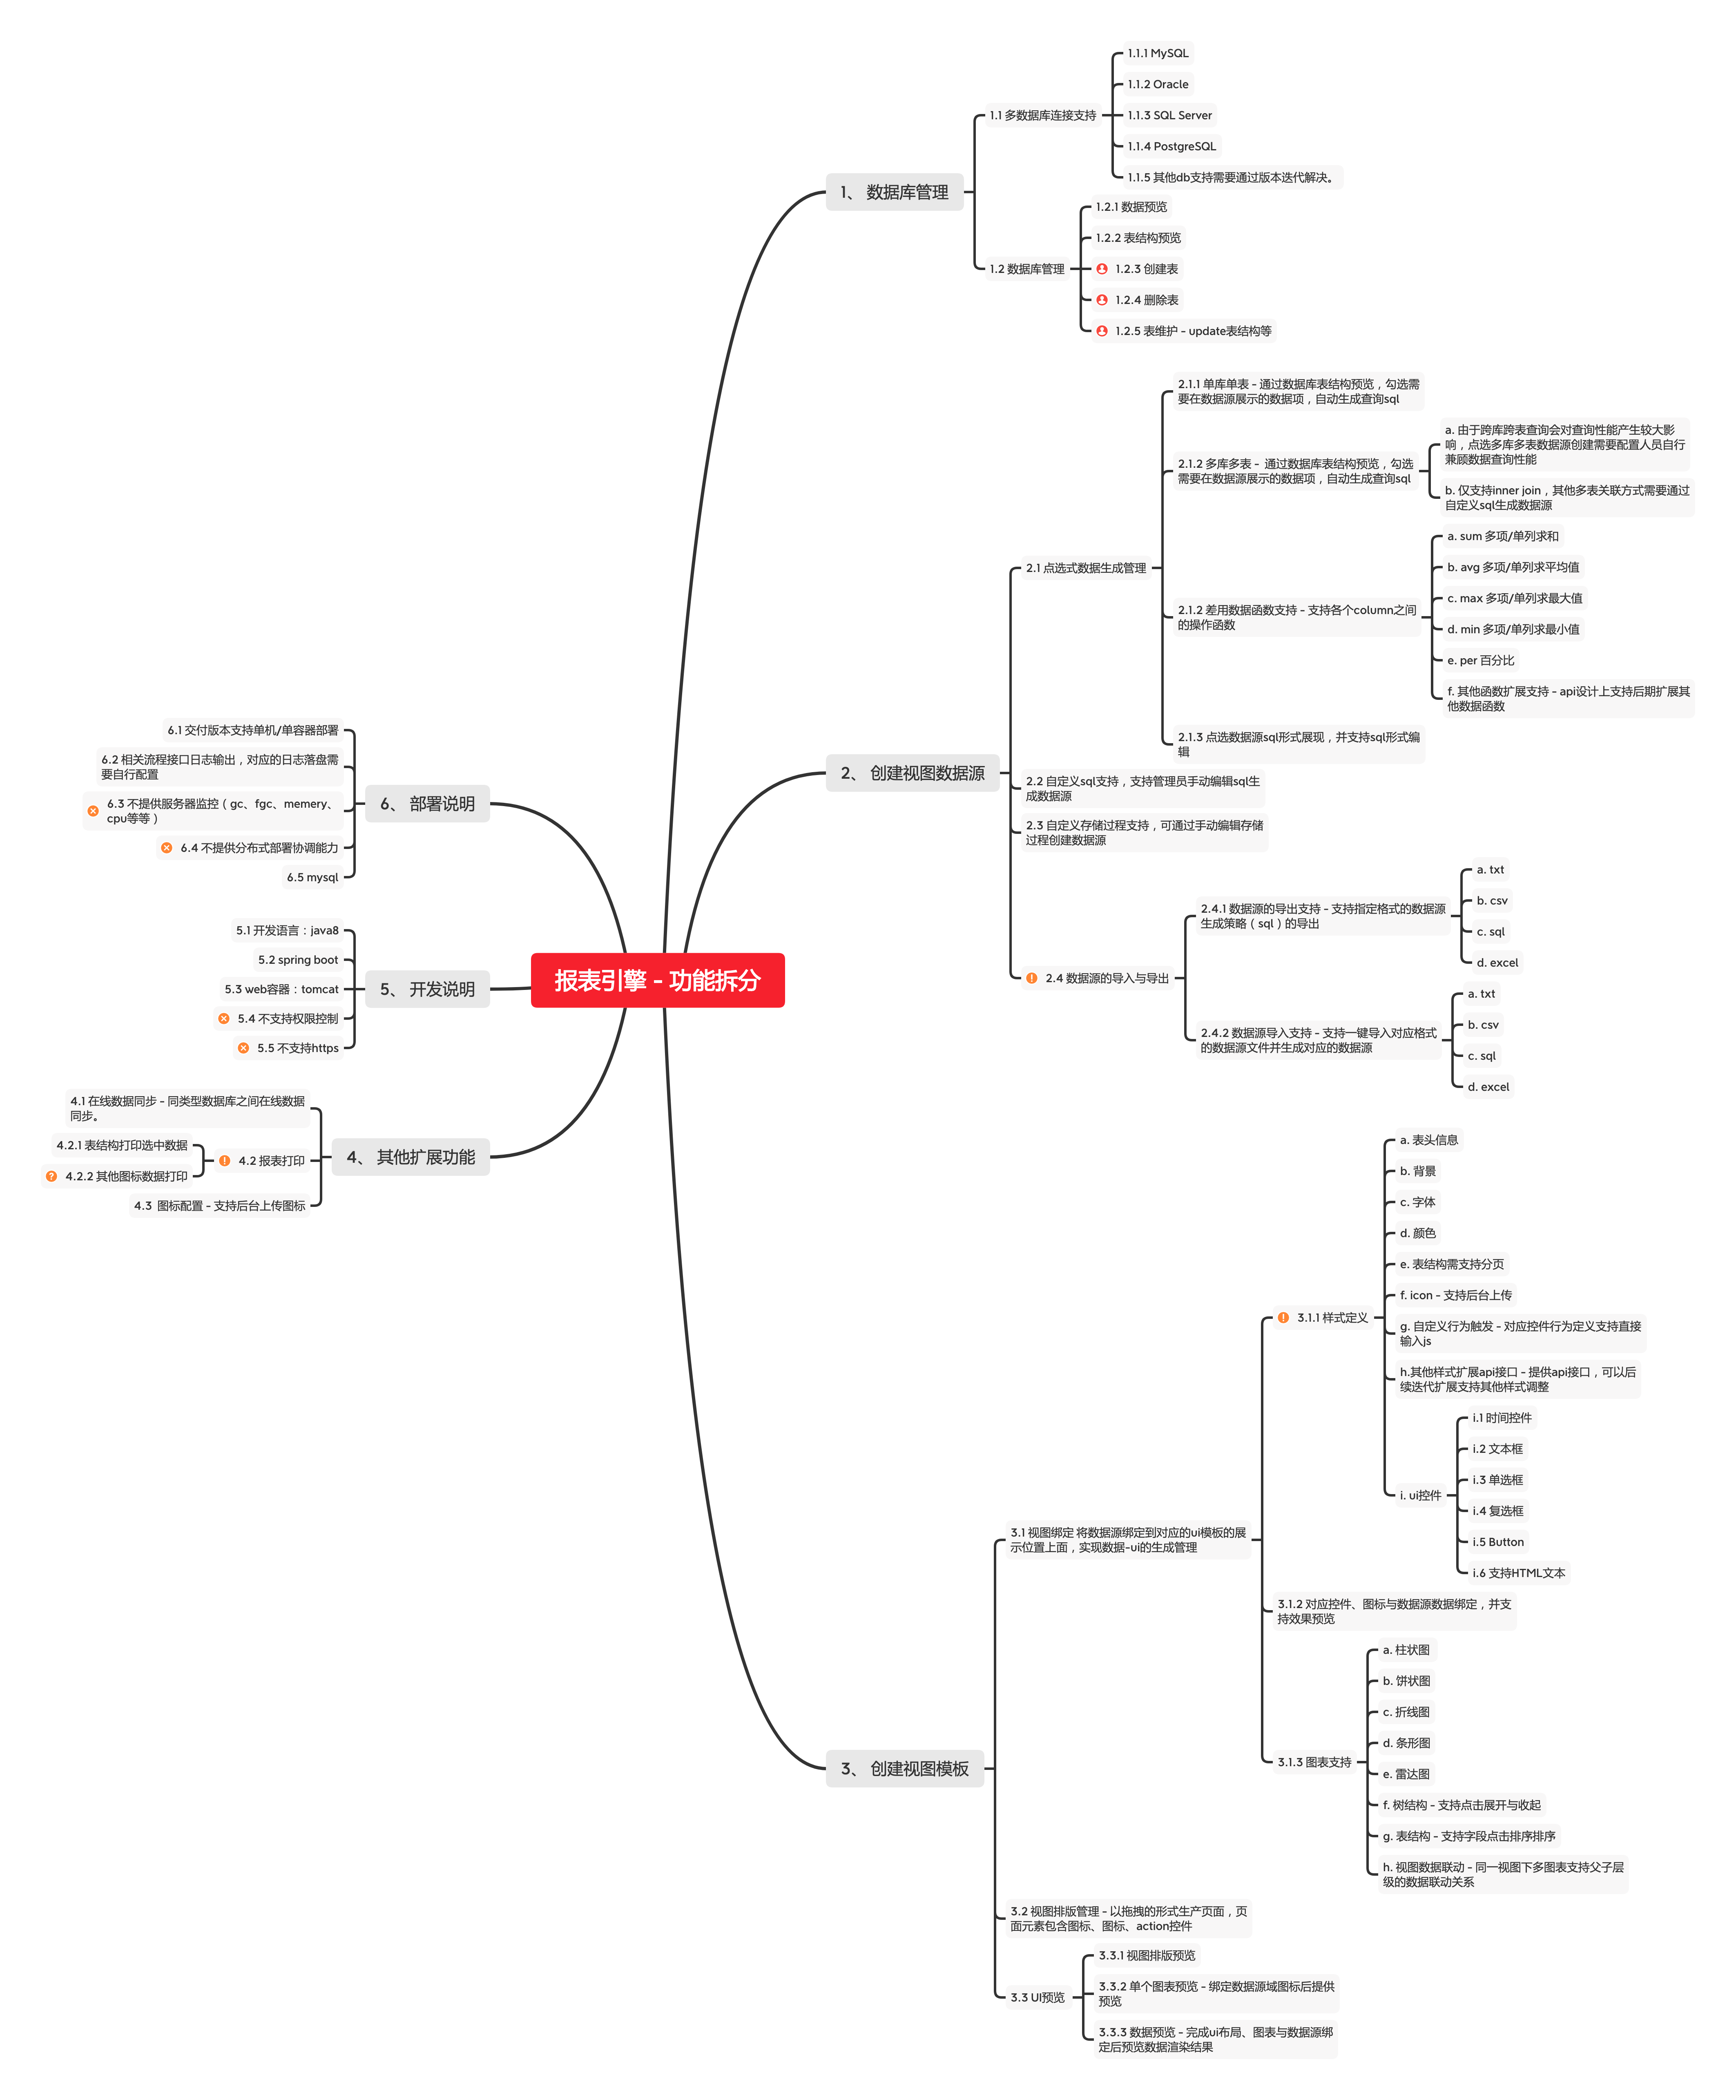 报表引擎 - 功能拆分
1、 数据库管理
1.1 多数据库连接支持
1.1.1 MySQL
1.1.2 Oracle
1.1.3 SQL Server
1.1.4 PostgreSQL
1.1.5 其他db支持需要通过版本迭代解决。
1.2 数据库管理
1.2.1 数据预览
1.2.2 表结构预览
1.2.3 创建表
1.2.4 删除表
1.2.5 表维护 - update表结构等
2、 创建视图数据源
2.1 点选式数据生成管理
2.1.1 单库单表 - 通过数据库表结构预览，勾选需
要在数据源展示的数据项，自动生成查询sql
2.1.2 多库多表 - 通过数据库表结构预览，勾选
需要在数据源展示的数据项，自动生成查询sql
a. 由于跨库跨表查询会对查询性能产生较大影
响，点选多库多表数据源创建需要配置人员自行
兼顾数据查询性能
b. 仅支持inner join，其他多表关联方式需要通过
自定义sql生成数据源
2.1.2 差用数据函数支持 - 支持各个column之间
的操作函数
a. sum 多项/单列求和
b. avg 多项/单列求平均值
c. max 多项/单列求最大值
d. min 多项/单列求最小值
e. per 百分比
f. 其他函数扩展支持 - api设计上支持后期扩展其
他数据函数
2.1.3 点选数据源sql形式展现，并支持sql形式编
辑
2.2 自定义sql支持，支持管理员手动编辑sql生
成数据源
2.3 自定义存储过程支持，可通过手动编辑存储
过程创建数据源
2.4 数据源的导入与导出
2.4.1 数据源的导出支持 - 支持指定格式的数据源
生成策略（sql）的导出
a. txt
b. csv
c. sql
d. excel
2.4.2 数据源导入支持 - 支持一键导入对应格式
的数据源文件并生成对应的数据源
a. txt
b. csv
c. sql
d. excel
3、 创建视图模板
3.1 视图绑定 将数据源绑定到对应的ui模板的展
示位置上面，实现数据-ui的生成管理
3.1.1 样式定义
a. 表头信息
b. 背景
c. 字体
d. 颜色
e. 表结构需支持分页
f. icon - 支持后台上传
g. 自定义行为触发 - 对应控件行为定义支持直接
输入js
h.其他样式扩展api接口 - 提供api接口，可以后
续迭代扩展支持其他样式调整
i. ui控件
i.1 时间控件
i.2 文本框
i.3 单选框
i.4 复选框
i.5 Button
i.6 支持HTML文本
3.1.2 对应控件、图标与数据源数据绑定，并支
持效果预览
3.1.3 图表支持
a. 柱状图
b. 饼状图
c. 折线图
d. 条形图
e. 雷达图
f. 树结构 - 支持点击展开与收起
g. 表结构 - 支持字段点击排序排序
h. 视图数据联动 - 同一视图下多图表支持父子层
级的数据联动关系
3.2 视图排版管理 - 以拖拽的形式生产页面，页
面元素包含图标、图标、action控件
3.3 UI预览
3.3.1 视图排版预览
3.3.2 单个图表预览 - 绑定数据源域图标后提供
预览
3.3.3 数据预览 - 完成ui布局、图表与数据源绑
定后预览数据渲染结果
4、 其他扩展功能
4.1 在线数据同步 - 同类型数据库之间在线数据
同步。
4.2 报表打印
4.2.1 表结构打印选中数据
4.2.2 其他图标数据打印
4.3 图标配置 - 支持后台上传图标
5、 开发说明
5.1 开发语言：java8
5.2 spring boot
5.3 web容器：tomcat
5.4 不支持权限控制
5.5 不支持https
6、 部署说明
6.1 交付版本支持单机/单容器部署
6.2 相关流程接口日志输出，对应的日志落盘需
要自行配置
6.3 不提供服务器监控（gc、fgc、memery、
cpu等等）
6.4 不提供分布式部署协调能力
6.5 mysql